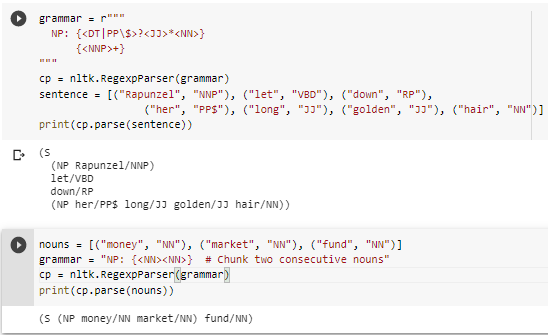 grammar = r"""
  NP: {<DT|PP\$>?<JJ>*<NN>}
      {<NNP>+}
"""
cp = nltk.RegexpParser(grammar)
sentence = [("Rapunzel", "NNP"), ("let", "VBD"), ("down", "RP"),
                 ("her", "PP$"), ("long", "JJ"), ("golden", "JJ"), ("hair", "NN")]
print(cp.parse(sentence))
(S
  (NP Rapunzel/NNP)
  let/VBD
  down/RP
  (NP her/PP$ long/JJ golden/JJ hair/NN))
nouns = [("money", "NN"), ("market", "NN"), ("fund", "NN")]
grammar = "NP: {<NN><NN>}  # Chunk two consecutive nouns"
cp = nltk.RegexpParser(grammar)
print(cp.parse(nouns))
(S (NP money/NN market/NN) fund/NN)